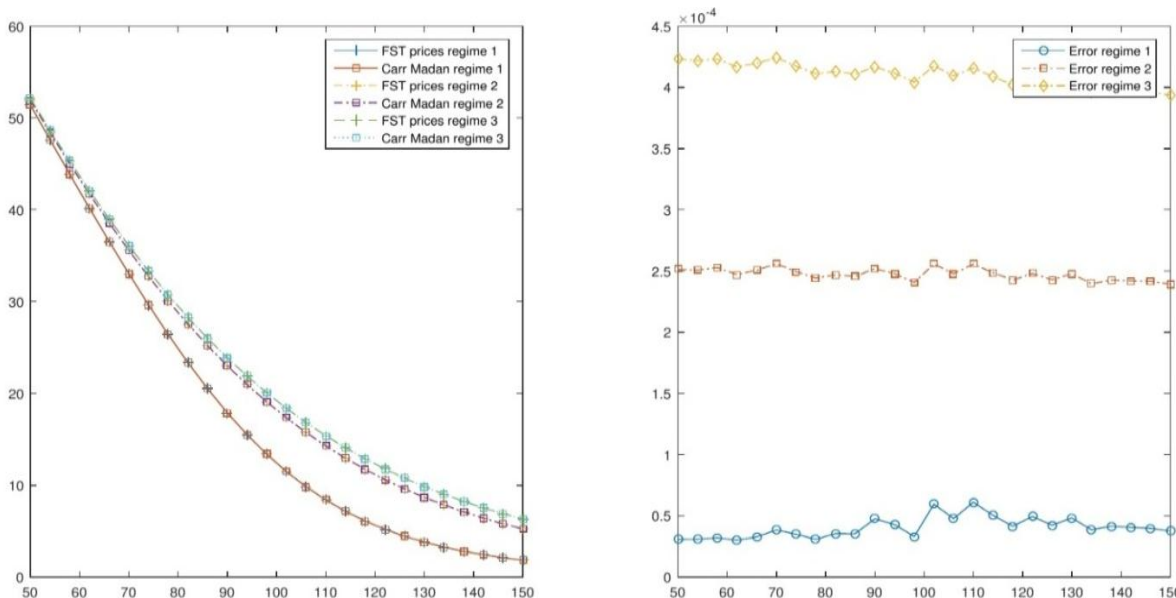 60
50
40
30
20
10
0
50 60 70 80 90 100 110 120 130 140 150
FST prices regime 1
Carr Madan regime 1
FST prices regime 2
Carr Madan regime 2
FST prices regime 3
Carr Madan regime 3
×10⁻⁴
4.5
4
3.5
3
2.5
2
1.5
1
0.5
0
50 60 70 80 90 100 110 120 130 140 150
Error regime 1
Error regime 2
Error regime 3